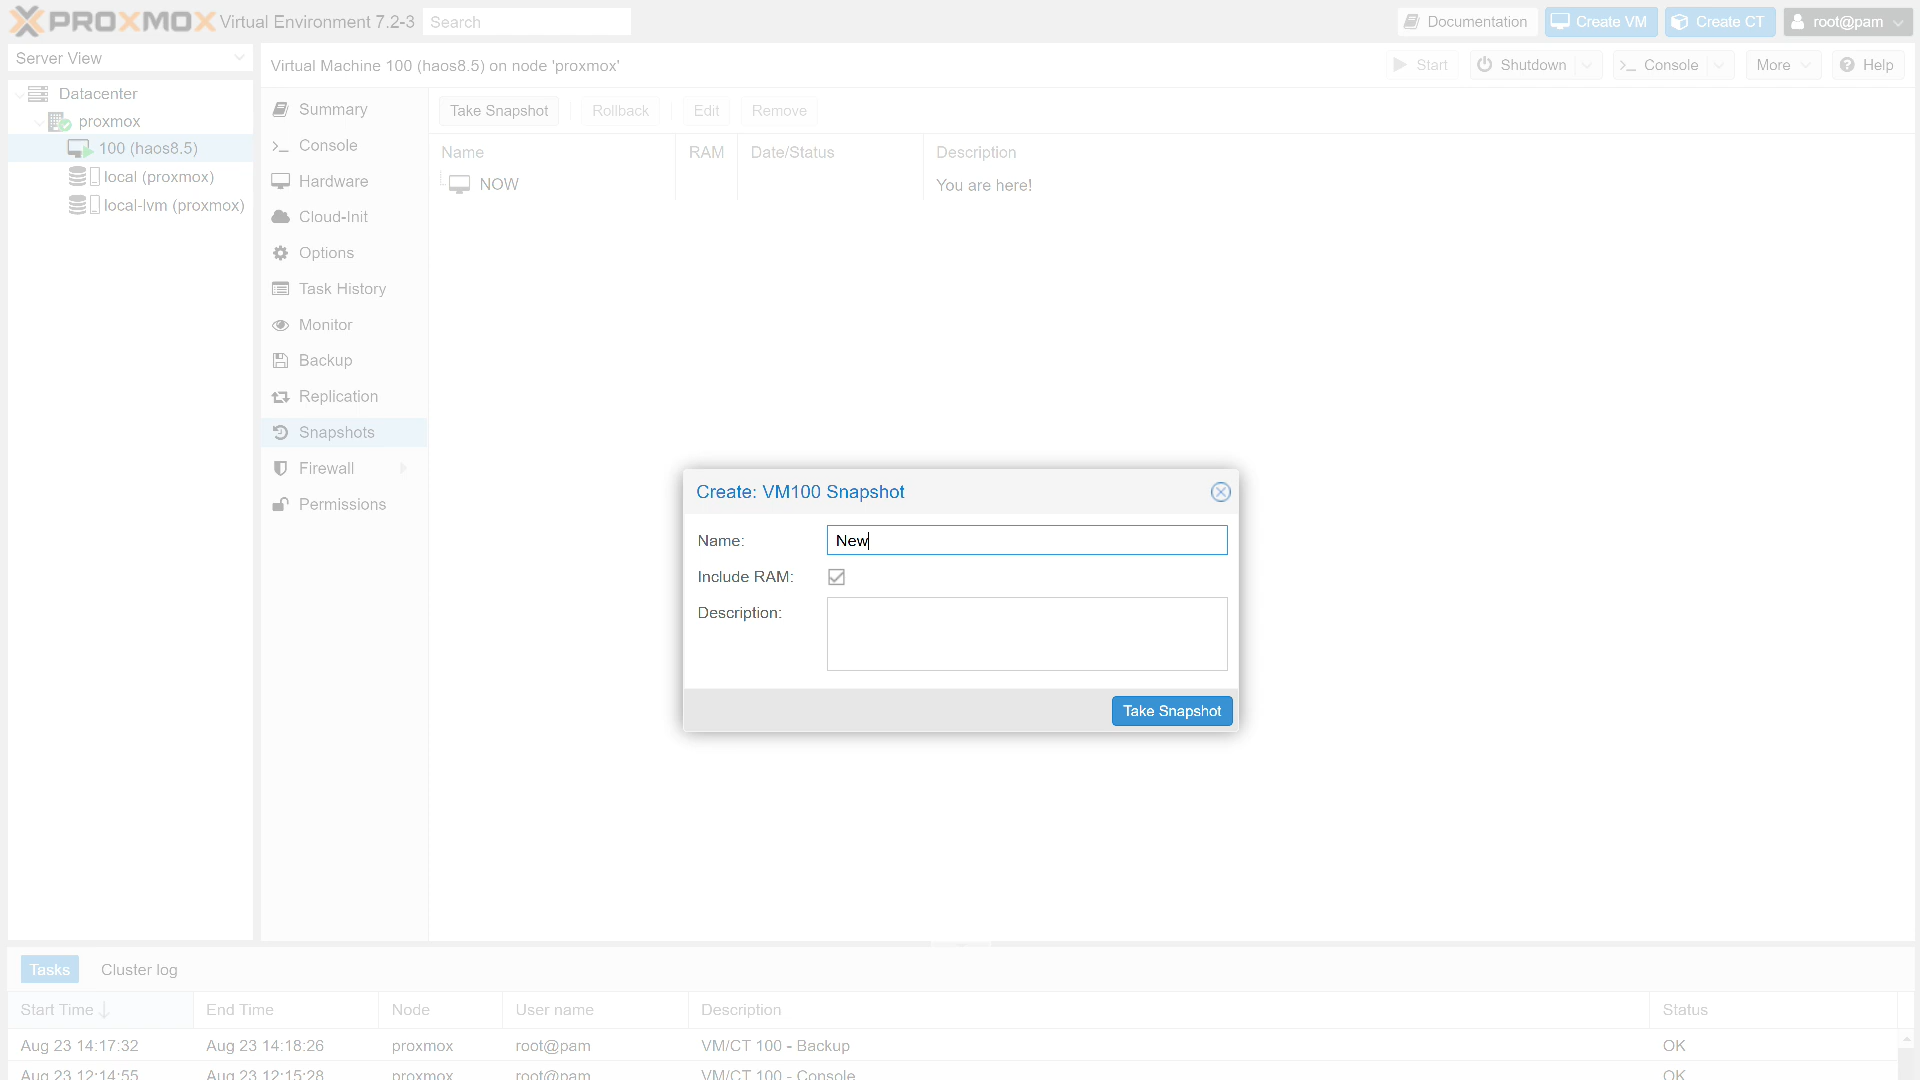 PROXMOX Virtual Environment 7.2-3 Search Documentation Create VM Create CT root@pam
Server View
Virtual Machine 100 (haos8.5) on node 'proxmox' Start Shutdown Console More Help
Datacenter
proxmox
100 (haos8.5)
local (proxmox)
local-lvm (proxmox)
Summary
Console
Hardware
Cloud-Init
Options
Task History
Monitor
Backup
Replication
Snapshots
Firewall
Permissions
Take Snapshot Rollback Edit Remove
Name RAM Date/Status Description
NOW You are here!
Create: VM100 Snapshot
Name: New
Include RAM:
Description:
Take Snapshot
Tasks Cluster log
Start Time End Time Node User name Description Status
Aug 23 14:17:32 Aug 23 14:18:26 proxmox root@pam VM/CT 100 - Backup OK
Aug 23 12:14:55 Aug 23 12:15:28 proxmox root@pam VM/CT 100 - Console OK